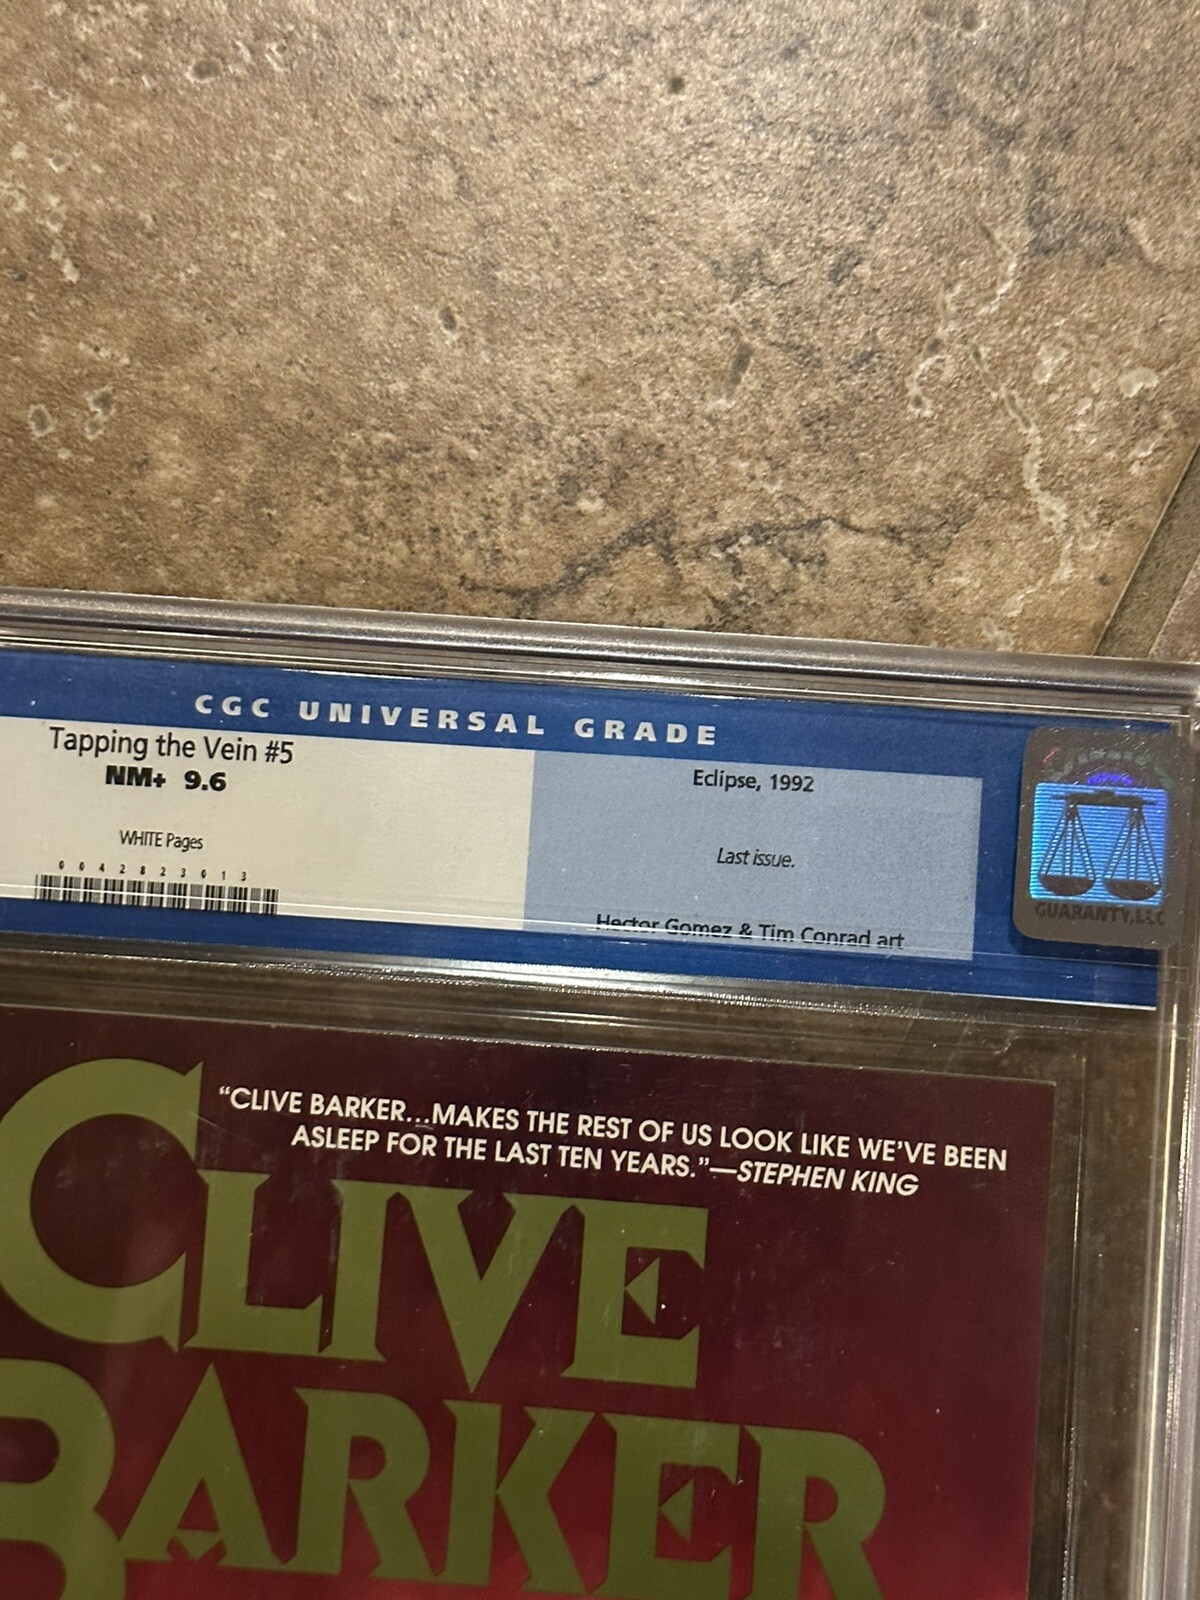 CGC UNIVERSAL GRADE
Tapping the Vein #5
NM+ 9.6
WHITE Pages
0042823013
Eclipse, 1992
Last issue.
Hector Gomez & Tim Conrad art
GUARANTY, LLC
"CLIVE BARKER...MAKES THE REST OF US LOOK LIKE WE'VE BEEN
ASLEEP FOR THE LAST TEN YEARS."—STEPHEN KING
CLIVE
BARKER